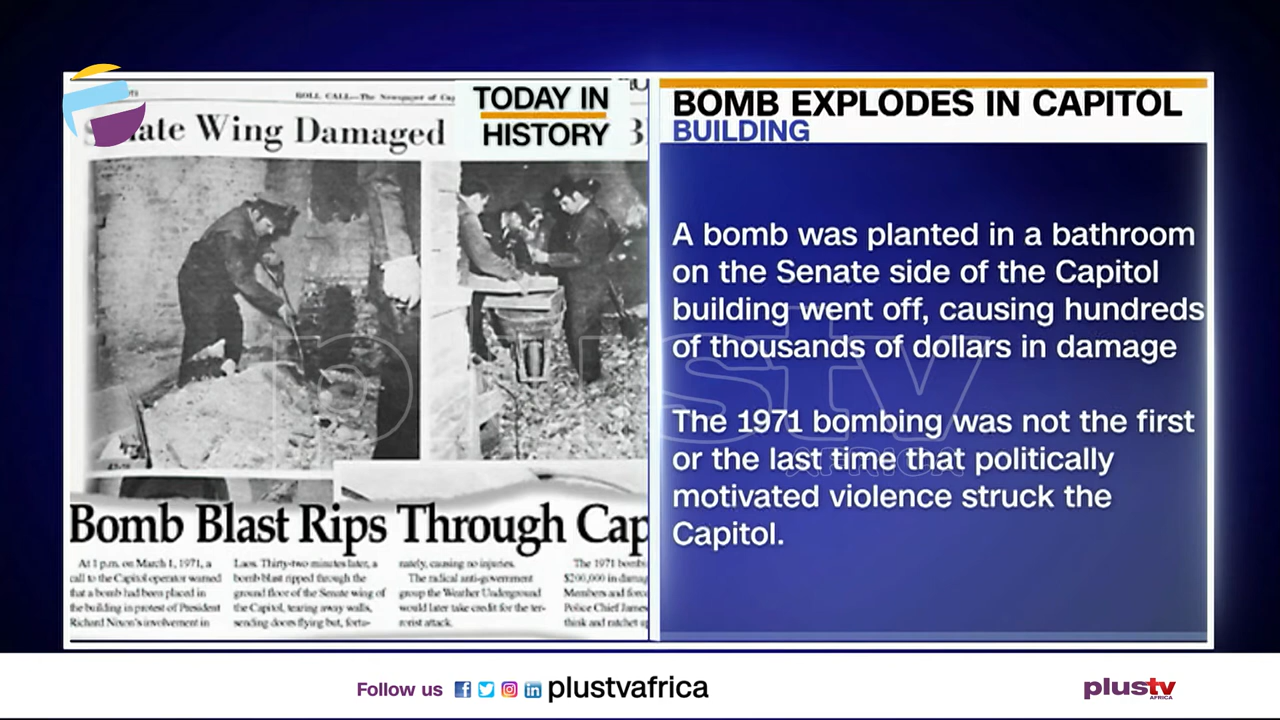 ROLL CALL—The Newspaper of Cap
TODAY IN
HISTORY
ate Wing Damaged
Bomb Blast Rips Through Cap
At 1 p.m. on March 1, 1971, a
call to the Capitol operator warned
that a bomb had been placed in
the building in protest of President
Richard Nixon's involvement in
Laos. Thirty-two minutes later, a
bomb blast ripped through the
ground floor of the Senate wing of
the Capitol, tearing away walls,
sending doors flying but, fortu-
nately, causing no injuries.
The radical anti-government
group the Weather Underground
would later take credit for the ter-
rorist attack.
The 1971 bombi
$200,000 in damag
Members and forc
Police Chief James
think and ratchet u
BOMB EXPLODES IN CAPITOL
BUILDING
A bomb was planted in a bathroom
on the Senate side of the Capitol
building went off, causing hundreds
of thousands of dollars in damage
The 1971 bombing was not the first
or the last time that politically
motivated violence struck the
Capitol.
plustv
AFRICA
Follow us plustvafrica
plustv
AFRICA